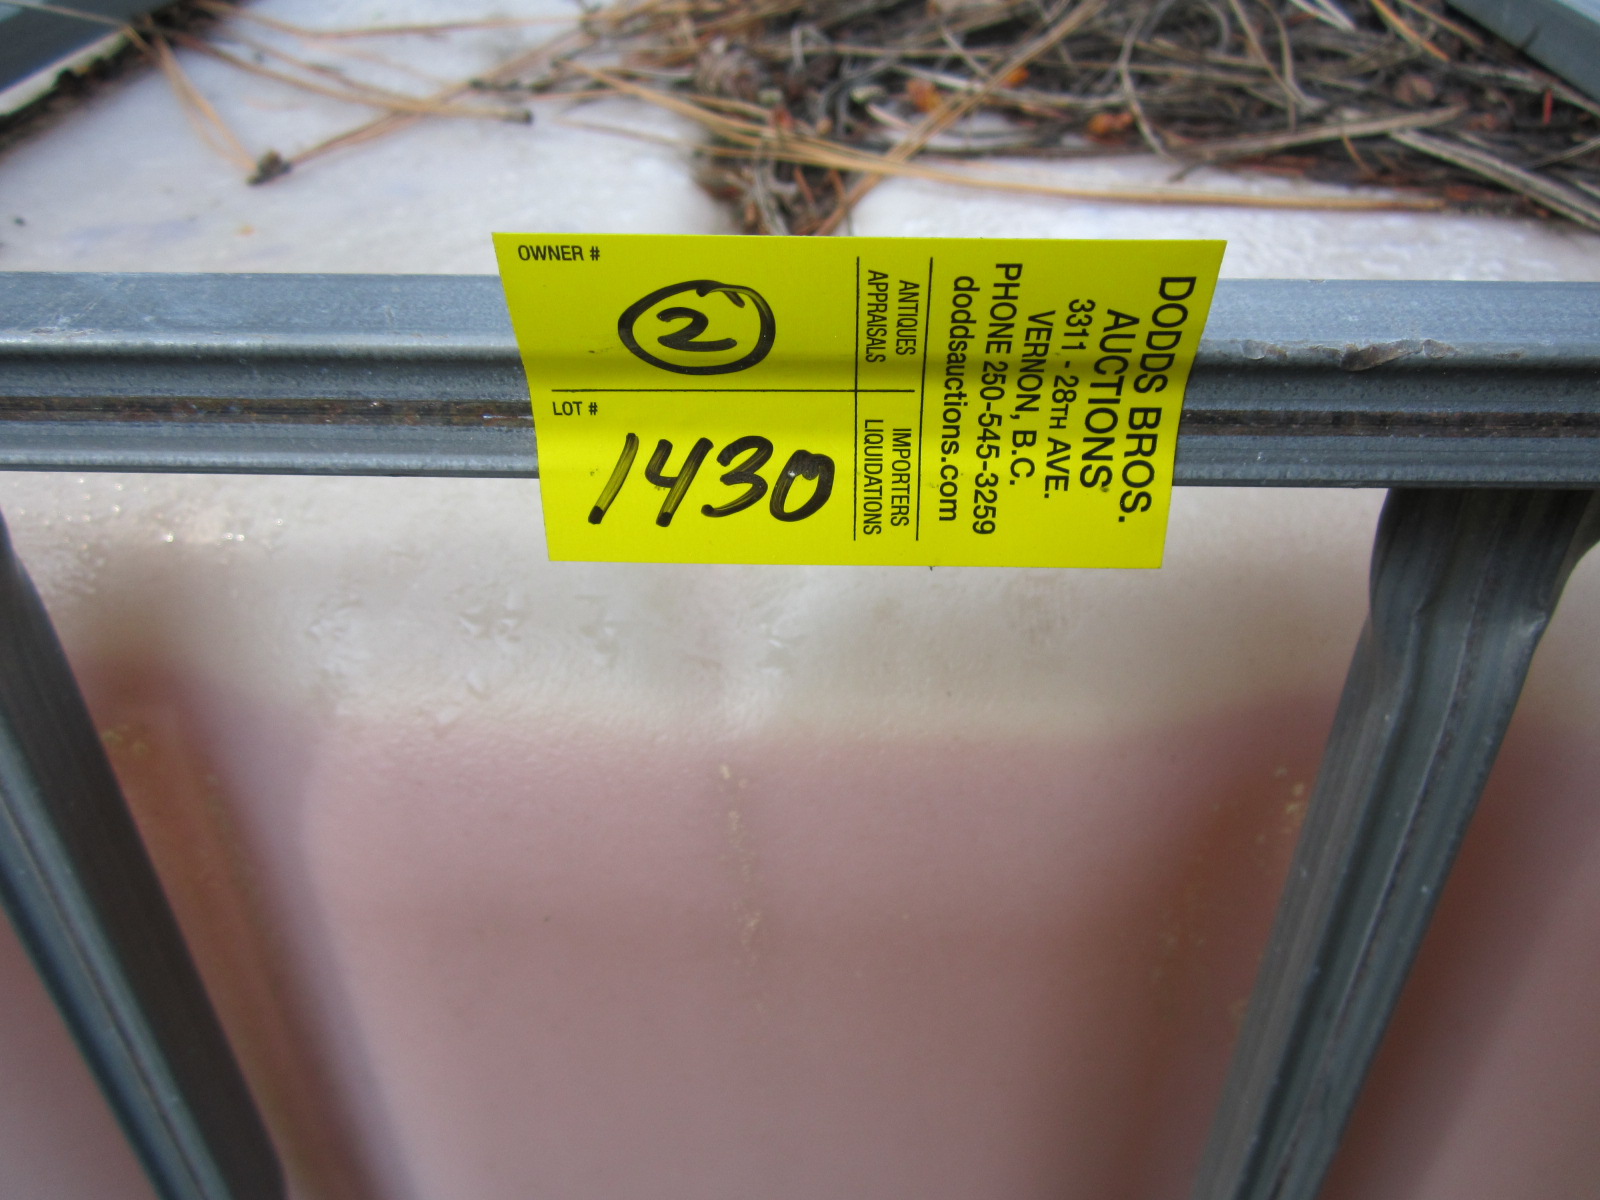 DODDS BROS.
AUCTIONS
3311 - 28TH AVE.
VERNON, B.C.
PHONE 250-545-3259
doddsauctions.com
ANTIQUES
APPRAISALS
IMPORTERS
LIQUIDATIONS
OWNER #
2
LOT #
1430